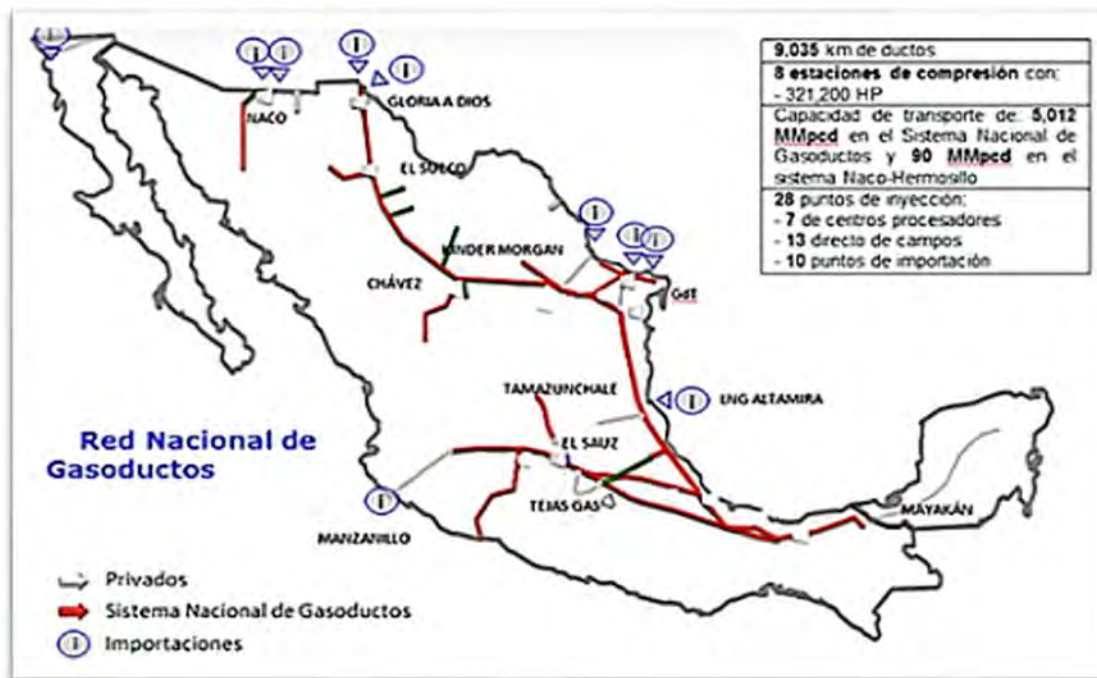 9,035 km de ductos
8 estaciones de compresión con:
- 321,200 HP
Capacidad de transporte de: 5,012
MMpcd en el Sistema Nacional de
Gasoductos y 90 MMpcd en el
sistema Naco-Hermosillo
28 puntos de inyección:
- 7 de centros procesadores
- 13 directo de campos
- 10 puntos de importación
i
i i
i
i
GLORIA A DIOS
NACO
EL SUECO
i
i i
KINDER MORGAN
CHÁVEZ
GdT
TAMAZUNCHALE
i LNG ALTAMIRA
Red Nacional de
Gasoductos
EL SAUZ
i
TEJAS GAS
MAYAKÁN
MANZANILLO
Privados
Sistema Nacional de Gasoductos
i Importaciones